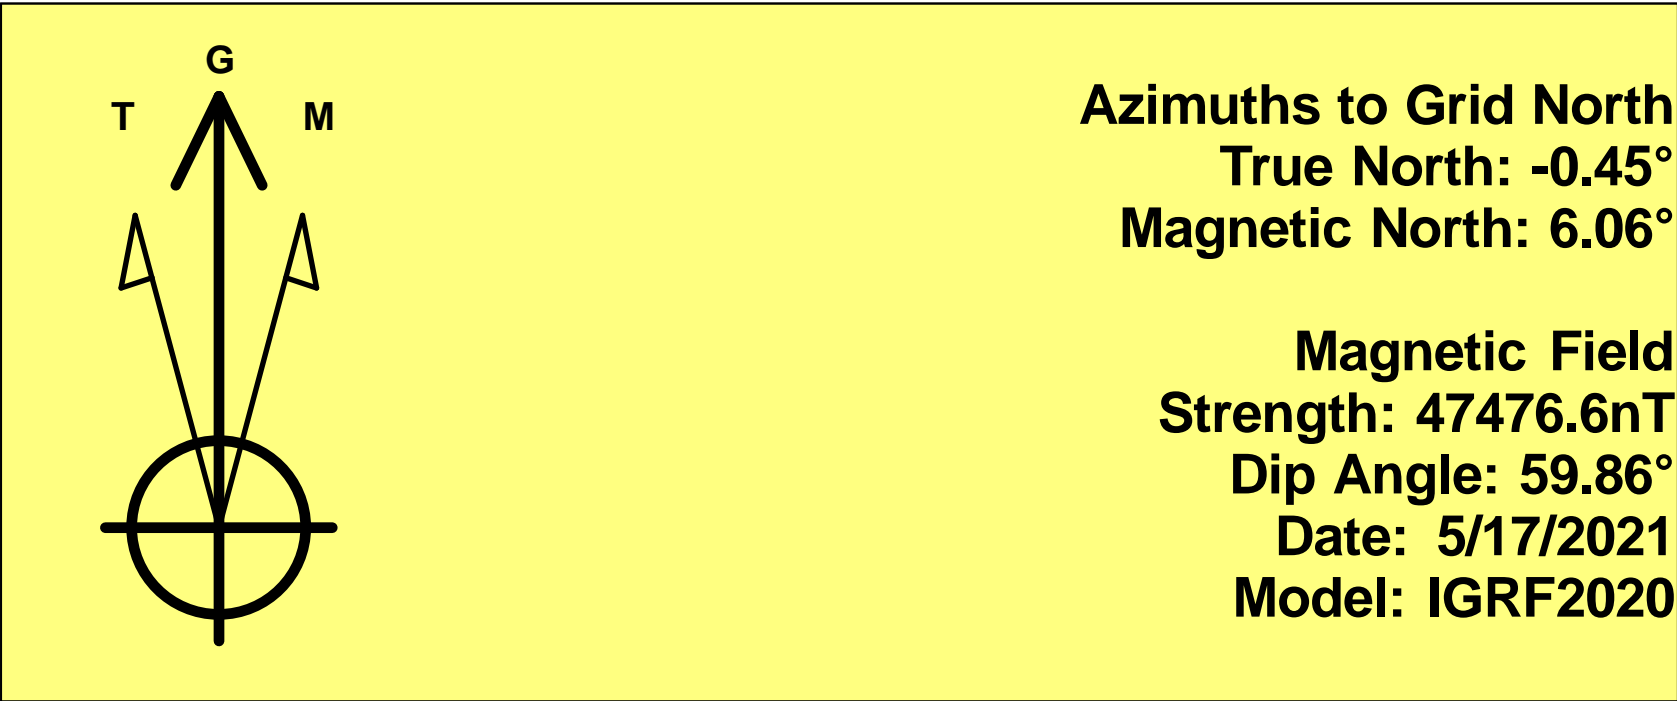 G
T
M
Azimuths to Grid North
True North: -0.45°
Magnetic North: 6.06°
Magnetic Field
Strength: 47476.6nT
Dip Angle: 59.86°
Date: 5/17/2021
Model: IGRF2020